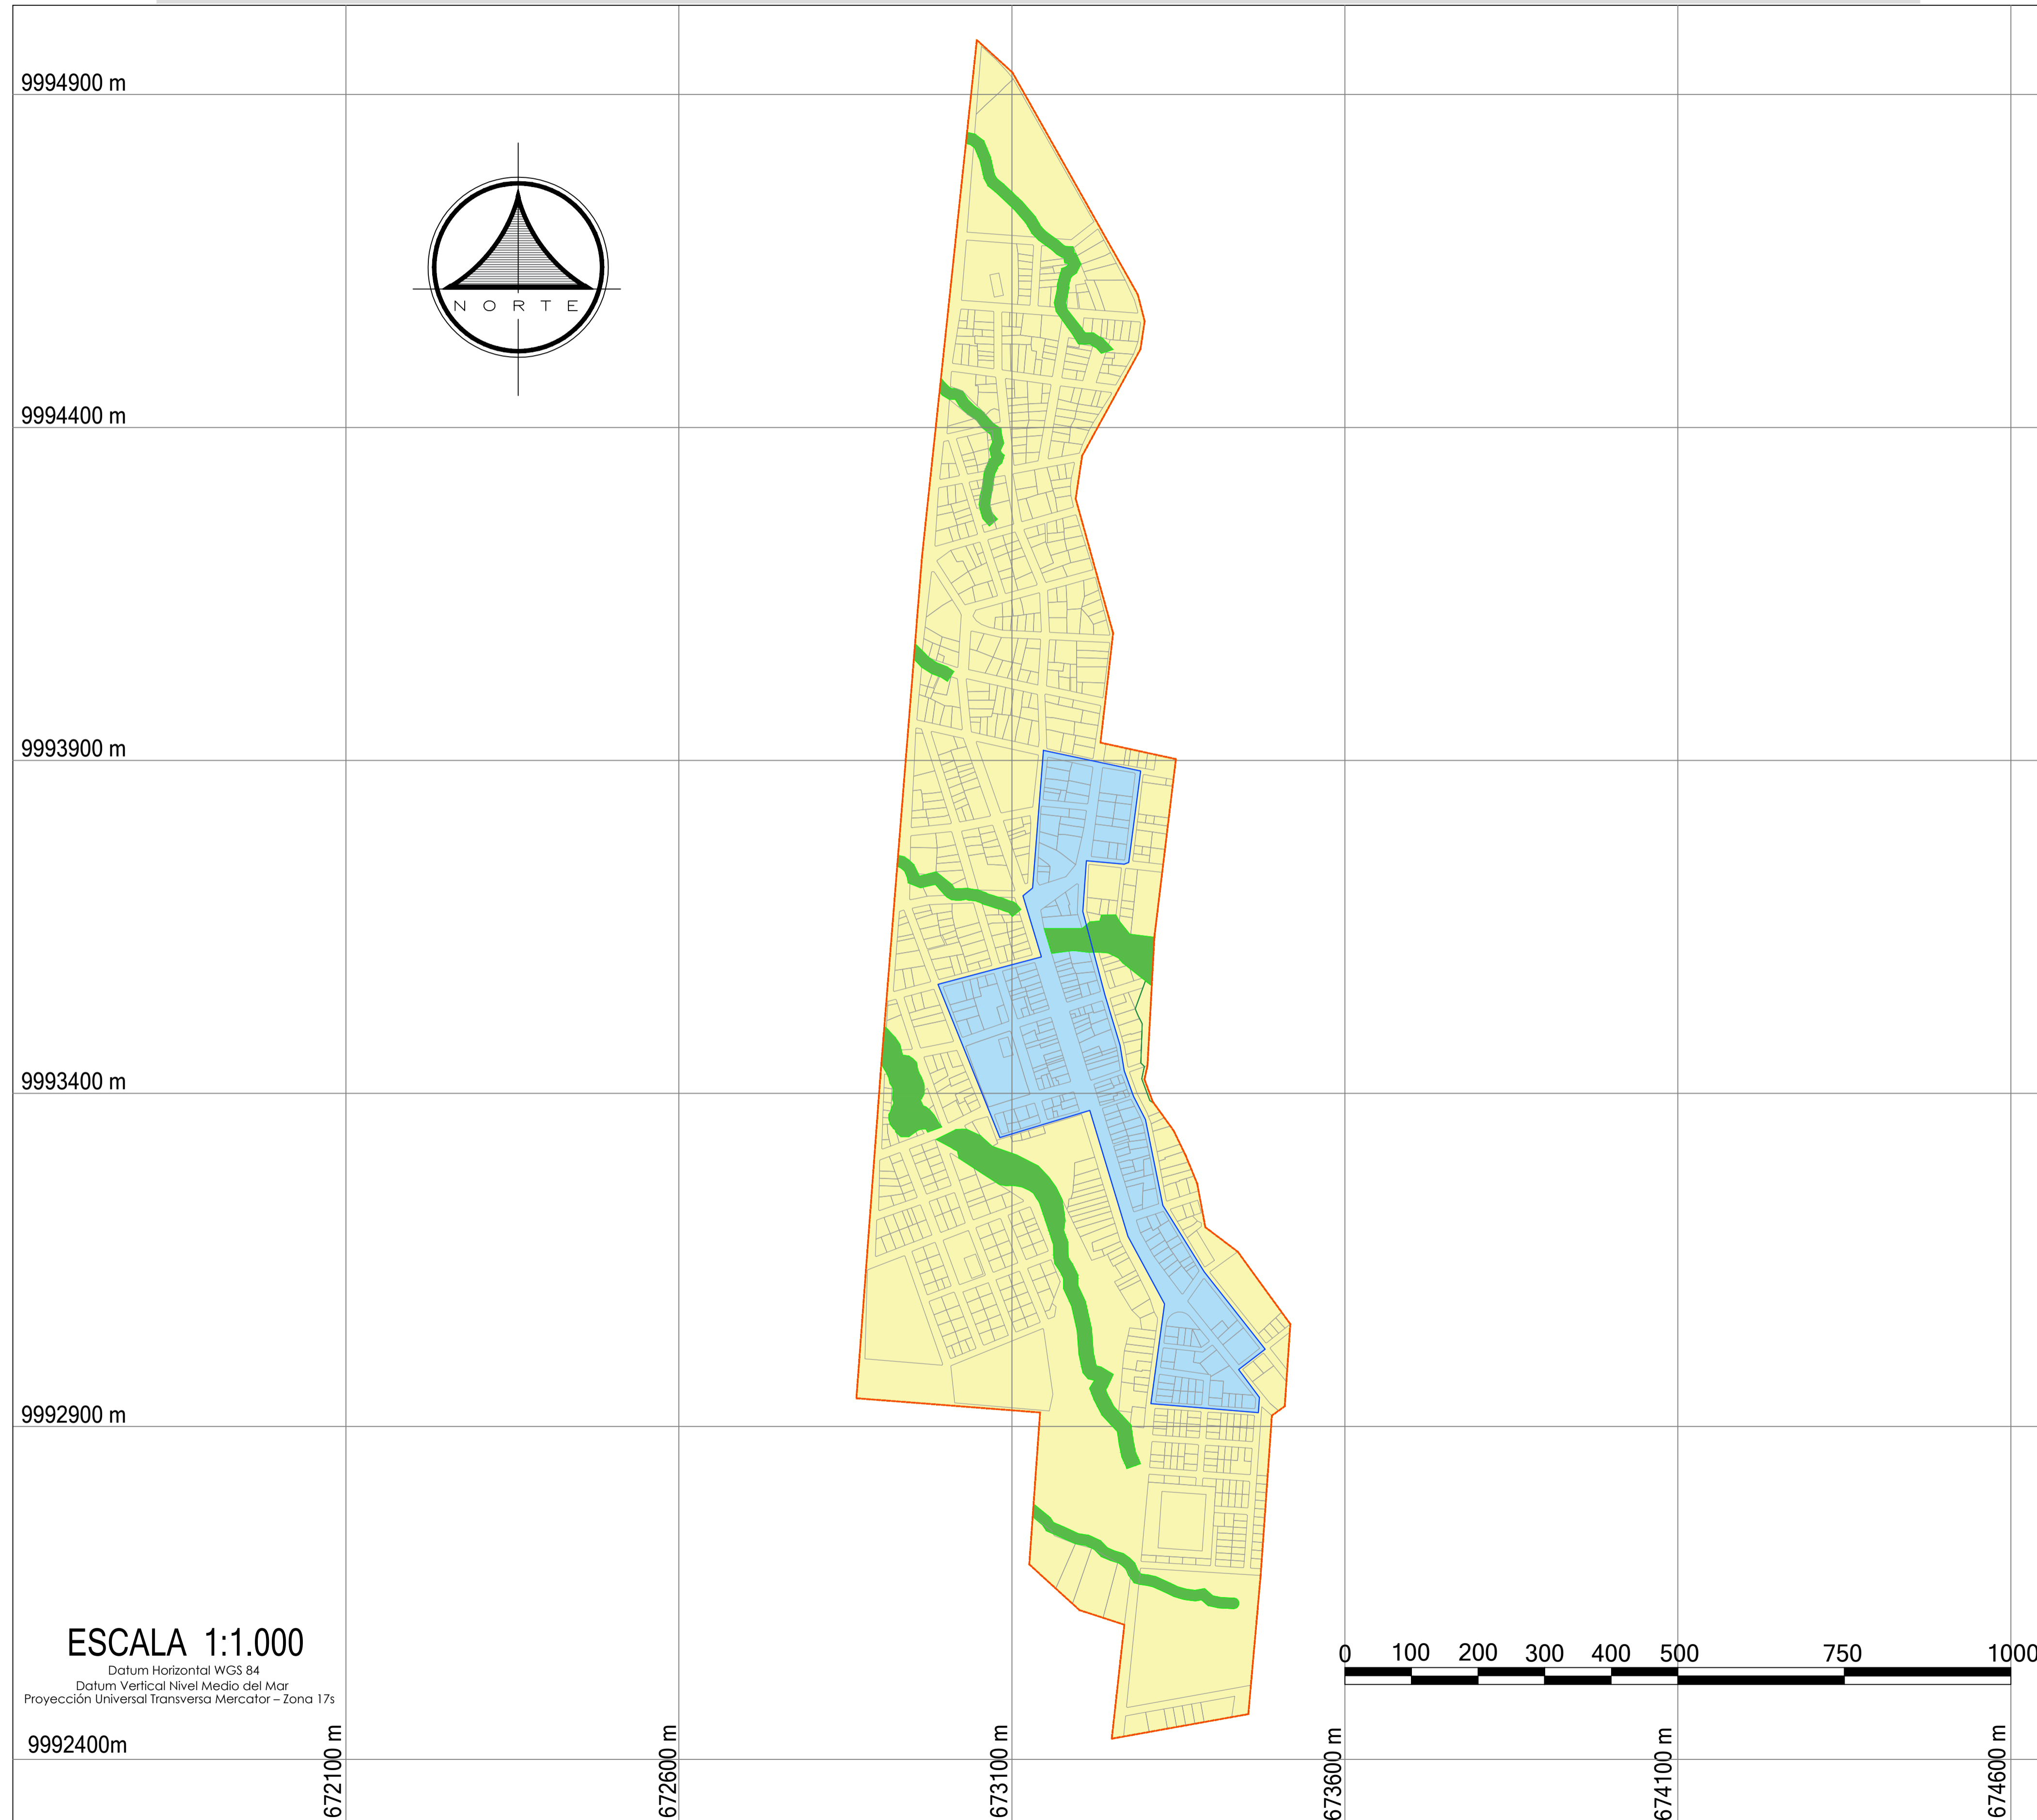 9994900 m
NORTE
9994400 m
9993900 m
9993400 m
9992900 m
ESCALA 1:1.000
Datum Horizontal WGS 84
Datum Vertical Nivel Medio del Mar
Proyección Universal Transversa Mercator – Zona 17s
0 100 200 300 400 500 750 1000
9992400m
672100 m
672600 m
673100 m
673600 m
674100 m
674600 m